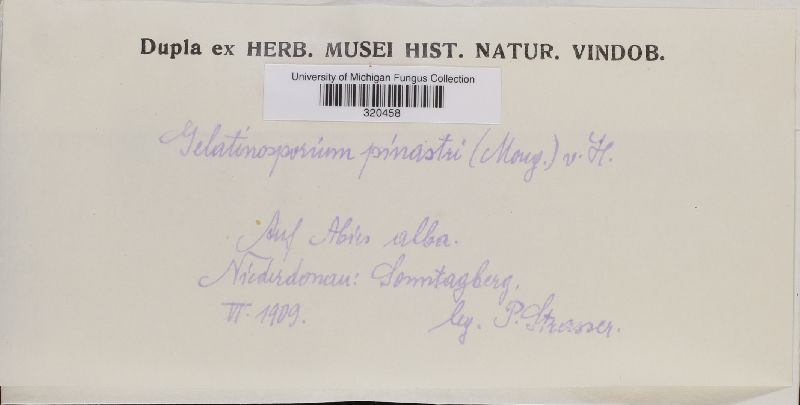 Dupla ex HERB. MUSEI HIST. NATUR. VINDOB.
University of Michigan Fungus Collection
320458
Gelatinosporium pinastri (Moug.) v. H.
Auf Abies alba.
Niederdonau: Sonntagberg,
VI. 1909. leg. P. Strasser.